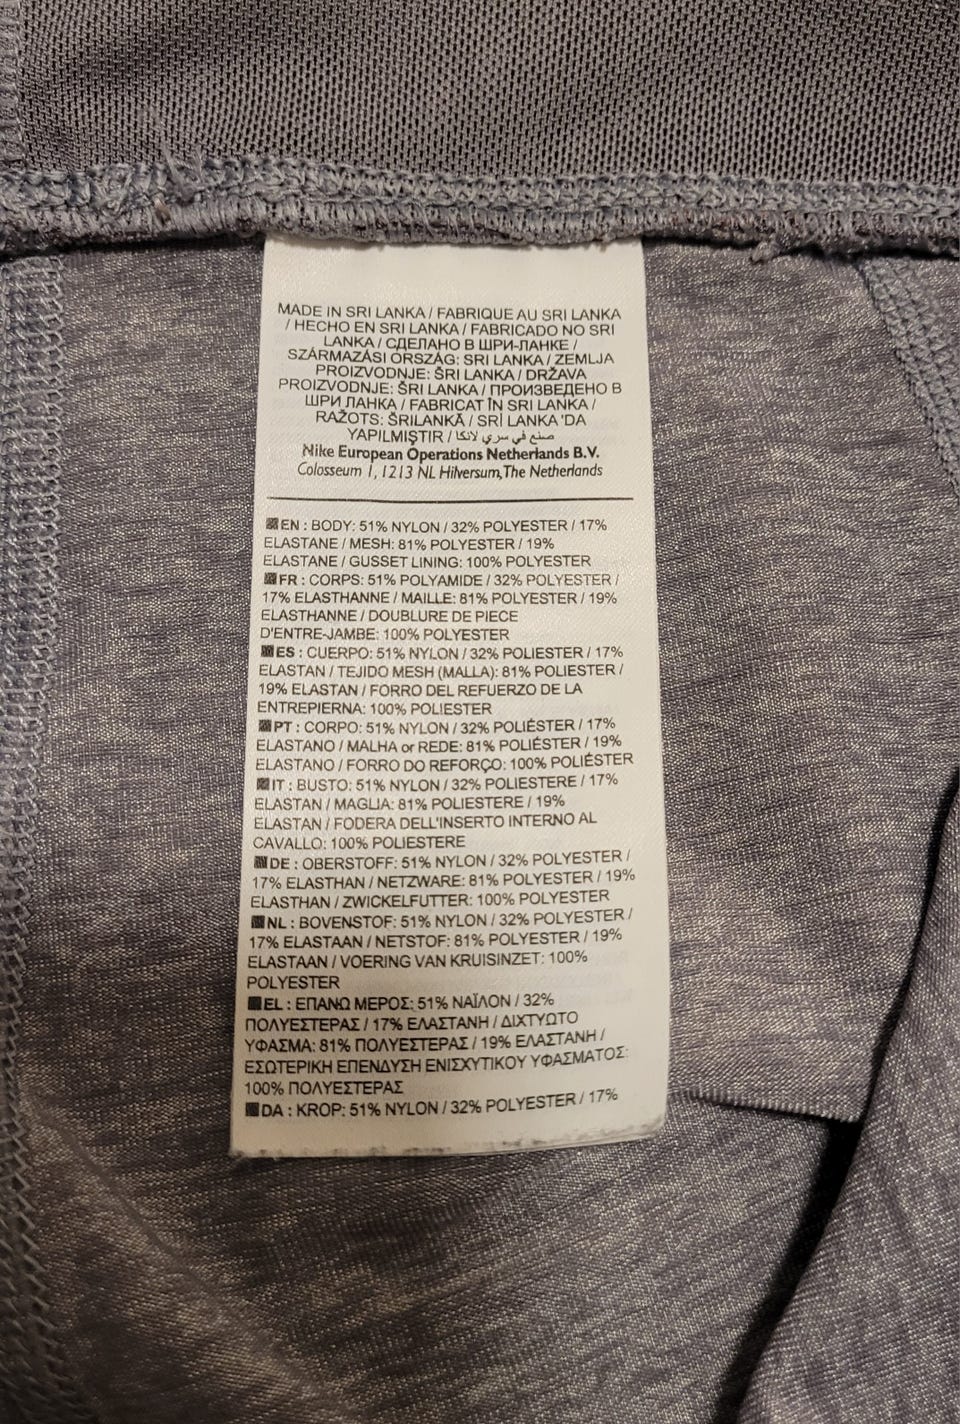 MADE IN SRI LANKA / FABRIQUE AU SRI LANKA
/ HECHO EN SRI LANKA / FABRICADO NO SRI
LANKA / СДЕЛАНО В ШРИ-ЛАНКЕ /
SZÁRMAZÁSI ORSZÁG: SRI LANKA / ZEMLJA
PROIZVODNJE: ŠRI LANKA / DRŽAVA
PROIZVODNJE: ŠRI LANKA / ПРОИЗВЕДЕНО В
ШРИ ЛАНКА / FABRICAT ÎN SRI LANKA /
RAŽOTS: ŠRILANKĀ / SRİ LANKA 'DA
YAPILMIŞTIR / صنع في سري لانكا
Nike European Operations Netherlands B.V.
Colosseum 1, 1213 NL Hilversum, The Netherlands
EN : BODY: 51% NYLON / 32% POLYESTER / 17%
ELASTANE / MESH: 81% POLYESTER / 19%
ELASTANE / GUSSET LINING: 100% POLYESTER
FR : CORPS: 51% POLYAMIDE / 32% POLYESTER /
17% ELASTHANNE / MAILLE: 81% POLYESTER / 19%
ELASTHANNE / DOUBLURE DE PIECE
D'ENTRE-JAMBE: 100% POLYESTER
ES : CUERPO: 51% NYLON / 32% POLIESTER / 17%
ELASTAN / TEJIDO MESH (MALLA): 81% POLIESTER /
19% ELASTAN / FORRO DEL REFUERZO DE LA
ENTREPIERNA: 100% POLIESTER
PT : CORPO: 51% NYLON / 32% POLIÉSTER / 17%
ELASTANO / MALHA or REDE: 81% POLIÉSTER / 19%
ELASTANO / FORRO DO REFORÇO: 100% POLIÉSTER
IT : BUSTO: 51% NYLON / 32% POLIESTERE / 17%
ELASTAN / MAGLIA: 81% POLIESTERE / 19%
ELASTAN / FODERA DELL'INSERTO INTERNO AL
CAVALLO: 100% POLIESTERE
DE : OBERSTOFF: 51% NYLON / 32% POLYESTER /
17% ELASTHAN / NETZWARE: 81% POLYESTER / 19%
ELASTHAN / ZWICKELFUTTER: 100% POLYESTER
NL : BOVENSTOF: 51% NYLON / 32% POLYESTER /
17% ELASTAAN / NETSTOF: 81% POLYESTER / 19%
ELASTAAN / VOERING VAN KRUISINZET: 100%
POLYESTER
EL : ΕΠΑΝΩ ΜΕΡΟΣ: 51% ΝΑΪΛΟΝ / 32%
ΠΟΛΥΕΣΤΕΡΑΣ / 17% ΕΛΑΣΤΑΝΗ / ΔΙΧΤΥΩΤΟ
ΥΦΑΣΜΑ: 81% ΠΟΛΥΕΣΤΕΡΑΣ / 19% ΕΛΑΣΤΑΝΗ /
ΕΣΩΤΕΡΙΚΗ ΕΠΕΝΔΥΣΗ ΕΝΙΣΧΥΤΙΚΟΥ ΥΦΑΣΜΑΤΟΣ:
100% ΠΟΛΥΕΣΤΕΡΑΣ
DA : KROP: 51% NYLON / 32% POLYESTER / 17%